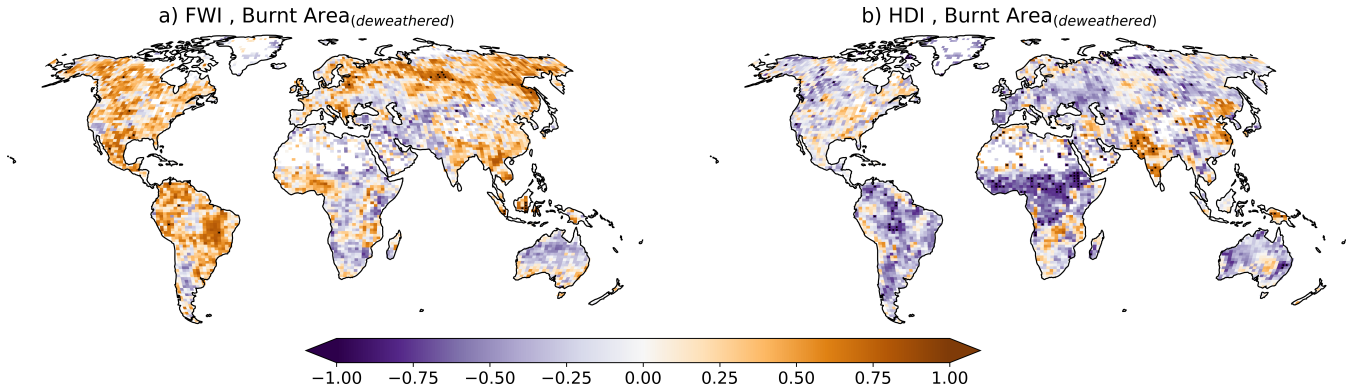 a) FWI , Burnt Area(deweathered)
b) HDI , Burnt Area(deweathered)
−1.00 −0.75 −0.50 −0.25 0.00 0.25 0.50 0.75 1.00